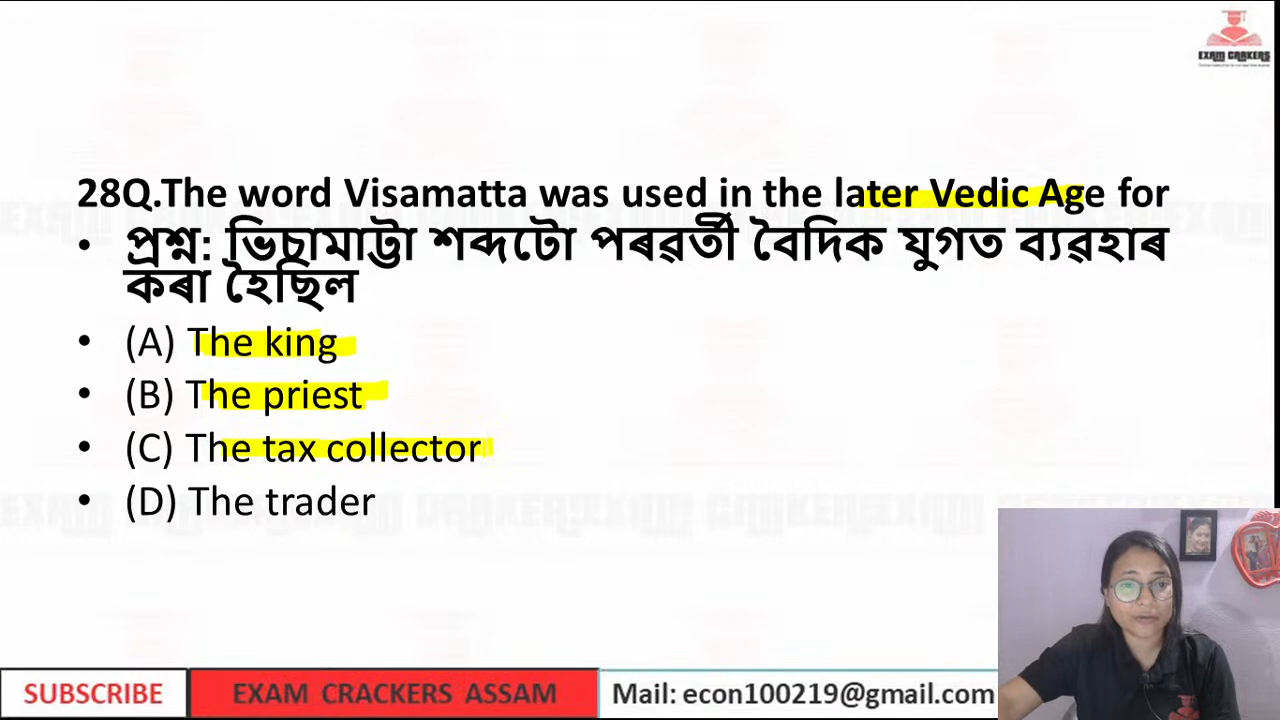 EXAM CRAKERS
28Q.The word Visamatta was used in the later Vedic Age for
• প্ৰশ্ন: ভিচামাট্টা শব্দটো পৰৱৰ্তী বৈদিক যুগত ব্যৱহাৰ
কৰা হৈছিল
• (A) The king
• (B) The priest
• (C) The tax collector
• (D) The trader
SUBSCRIBE EXAM CRACKERS ASSAM Mail: econ100219@gmail.com